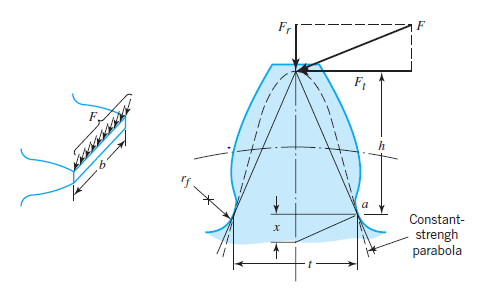 F
b
Fr
F
Ft
h
rf
a
x
t
Constant-
strengh
parabola